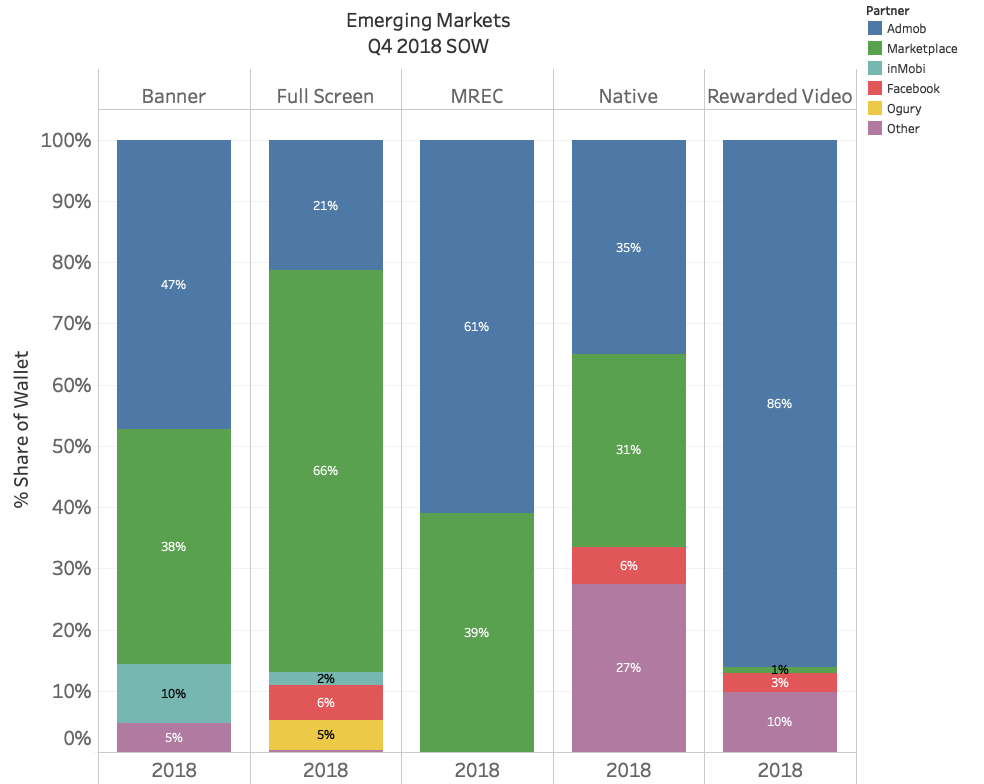 Emerging Markets
Q4 2018 SOW
Partner
Admob
Marketplace
inMobi
Facebook
Ogury
Other
Banner Full Screen MREC Native Rewarded Video
% Share of Wallet
100%
90%
80%
70%
60%
50%
40%
30%
20%
10%
0%
47%
38%
10%
5%
21%
66%
2%
6%
5%
61%
39%
35%
31%
6%
27%
86%
1%
3%
10%
2018 2018 2018 2018 2018